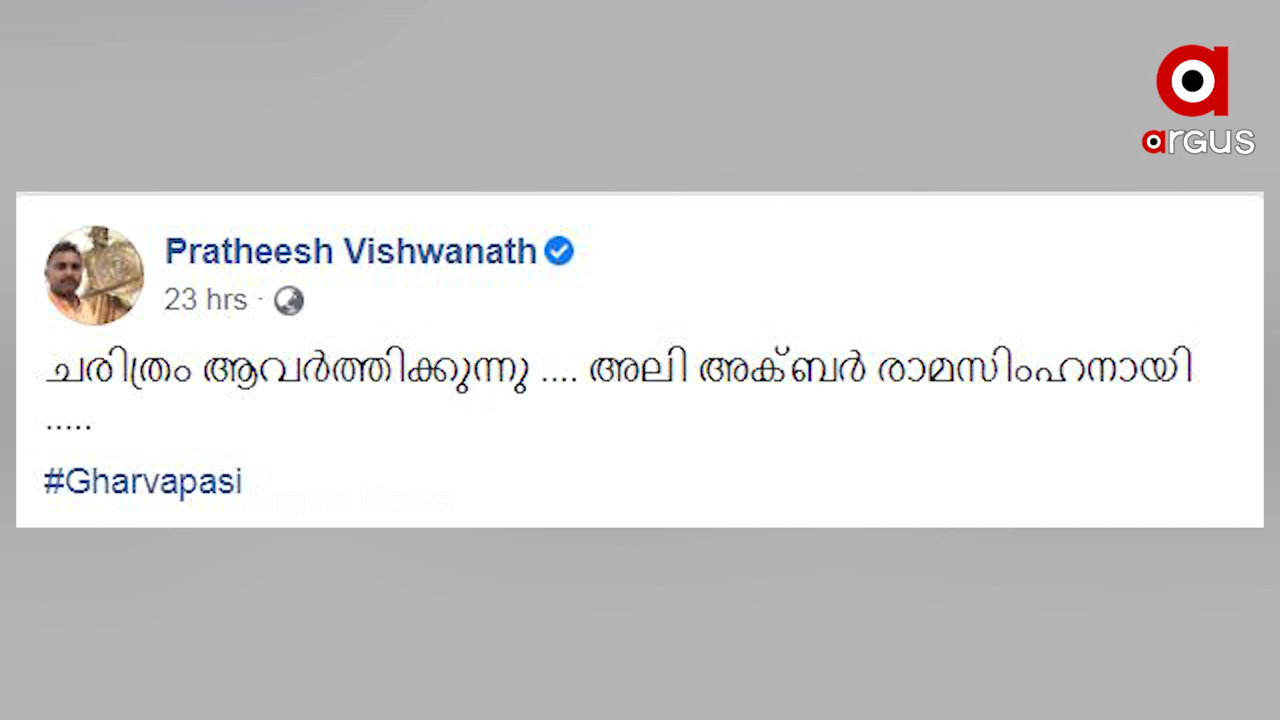 argus
Pratheesh Vishwanath
23 hrs ·
ചരിത്രം ആവർത്തിക്കുന്നു .... അലി അക്ബർ രാമസിംഹനായി
.....
#Gharvapasi
Argus News